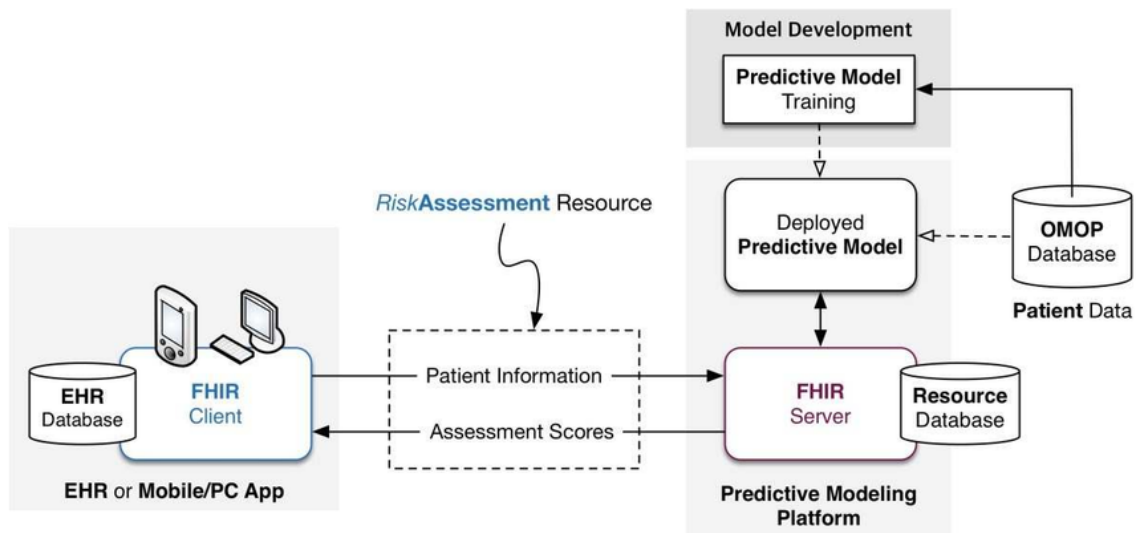 Model Development
Predictive Model
Training
RiskAssessment Resource
Deployed
Predictive Model
OMOP
Database
Patient Data
EHR
Database
FHIR
Client
Patient Information
Assessment Scores
FHIR
Server
Resource
Database
EHR or Mobile/PC App
Predictive Modeling
Platform